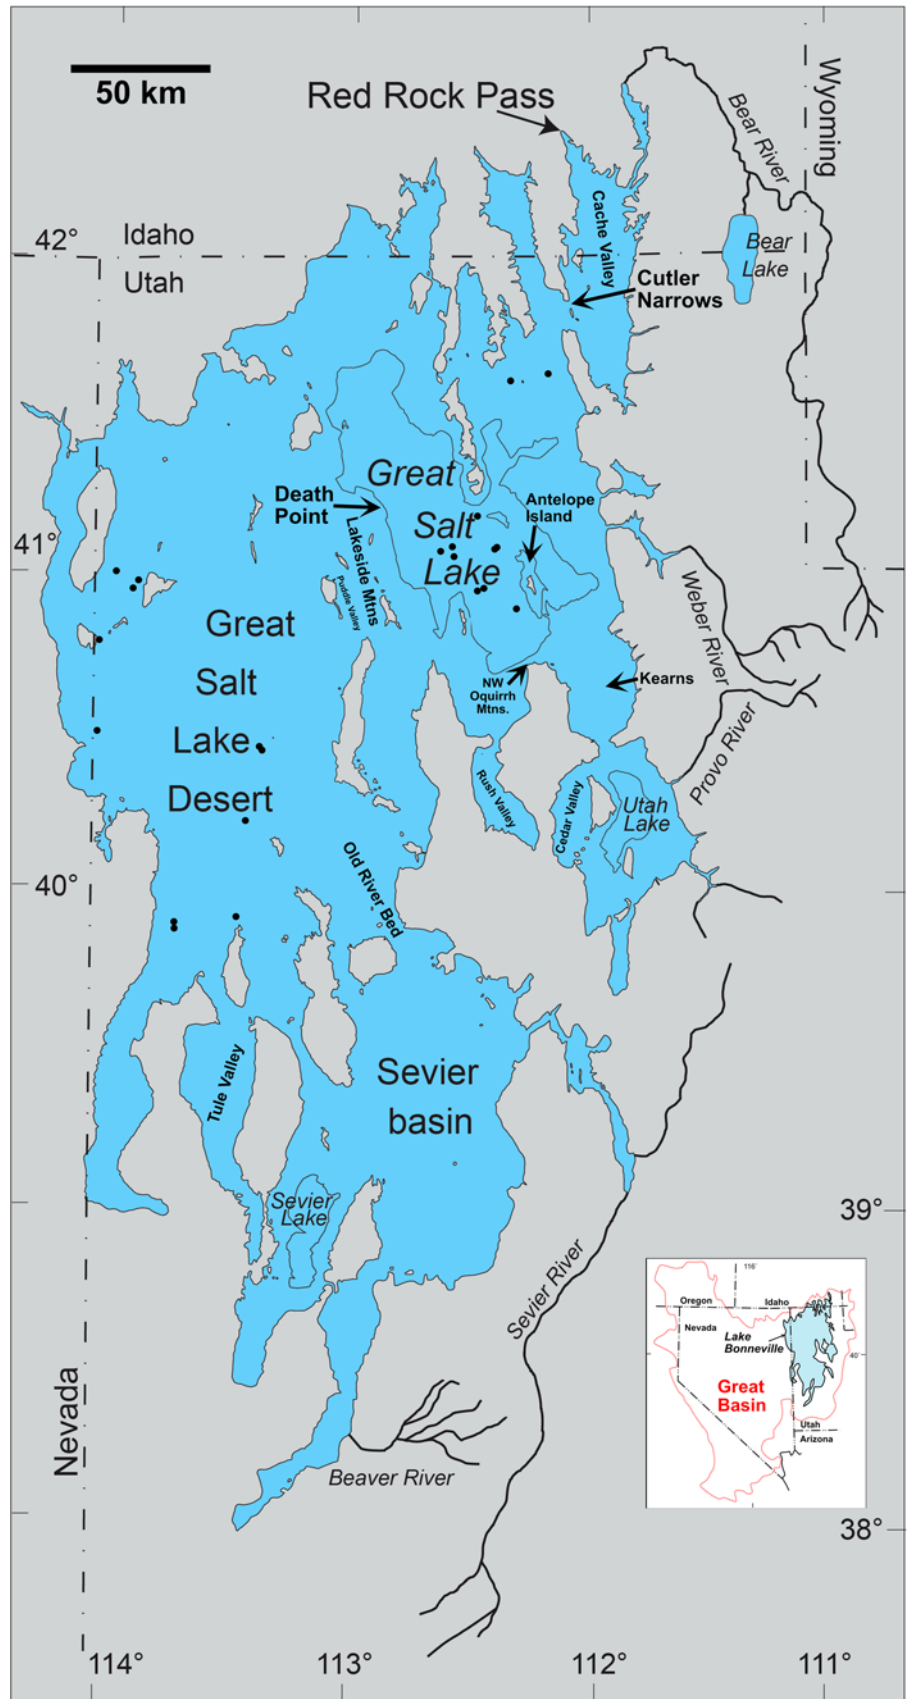 50 km
Red Rock Pass
Wyoming
Bear River
Cache Valley
42°
Idaho
Utah
Bear
Lake
Cutler
Narrows
Great
Salt
Lake
Death
Point
Antelope
Island
Lakeside Mtns
Puddle Valley
41°
Great
Salt
Lake
Desert
Weber River
NW
Oquirrh
Mtns.
Kearns
Provo River
Rush Valley
Cedar Valley
Utah
Lake
Old River Bed
40°
Tule Valley
Sevier
basin
Sevier
Lake
39°
Sevier River
116°
Oregon
Idaho
Nevada
Lake
Bonneville
40°
Great
Basin
Utah
Arizona
Nevada
Beaver River
38°
114°
113°
112°
111°